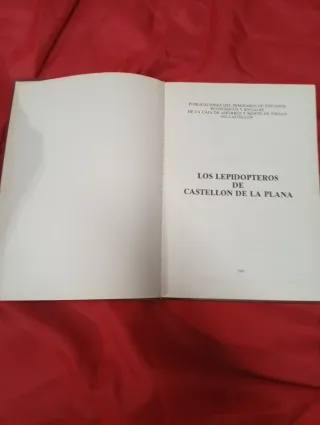 PUBLICACIONES DEL SEMINARIO DE ESTUDIOS
ECONOMICOS Y SOCIALES
DE LA CAJA DE AHORROS Y MONTE DE PIEDAD
DE CASTELLON
LOS LEPIDOPTEROS
DE
CASTELLON DE LA PLANA